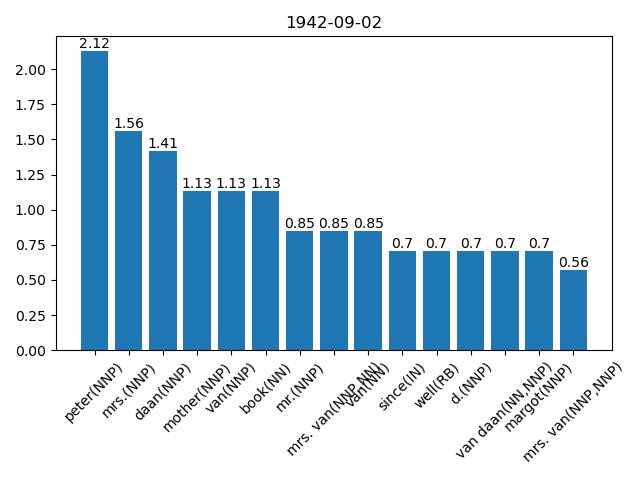 1942-09-02
2.00
1.75
1.50
1.25
1.00
0.75
0.50
0.25
0.00
2.12
1.56
1.41
1.13
1.13
1.13
0.85
0.85
0.85
0.7
0.7
0.7
0.7
0.7
0.56
peter(NNP)
mrs.(NNP)
daan(NNP)
mother(NNP)
van(NNP)
book(NN)
mr.(NNP)
mrs. van(NNP,NN)
van(NN)
since(IN)
well(RB)
d.(NNP)
van daan(NN,NNP)
margot(NNP)
mrs. van(NNP,NNP)